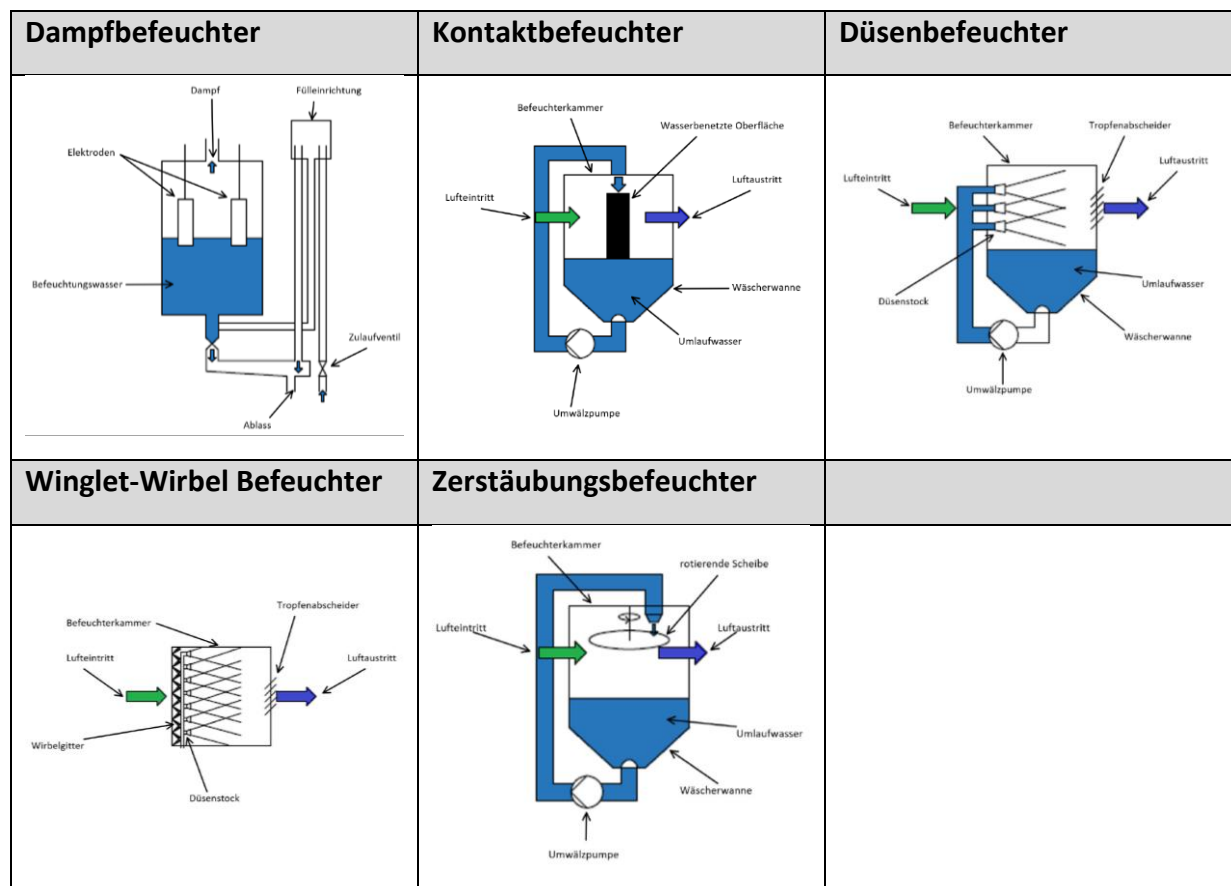 Dampfbefeuchter
Kontaktbefeuchter
Düsenbefeuchter
Dampf
Fülleinrichtung
Elektroden
Befeuchtungswasser
Zulaufventil
Ablass
Befeuchterkammer
Wasserbenetzte Oberfläche
Lufteintritt
Luftaustritt
Wäscherwanne
Umlaufwasser
Umwälzpumpe
Befeuchterkammer
Tropfenabscheider
Lufteintritt
Luftaustritt
Düsenstock
Umlaufwasser
Wäscherwanne
Umwälzpumpe
Winglet-Wirbel Befeuchter
Zerstäubungsbefeuchter
Tropfenabscheider
Befeuchterkammer
Lufteintritt
Luftaustritt
Wirbelgitter
Düsenstock
Befeuchterkammer
rotierende Scheibe
Lufteintritt
Luftaustritt
Umlaufwasser
Wäscherwanne
Umwälzpumpe